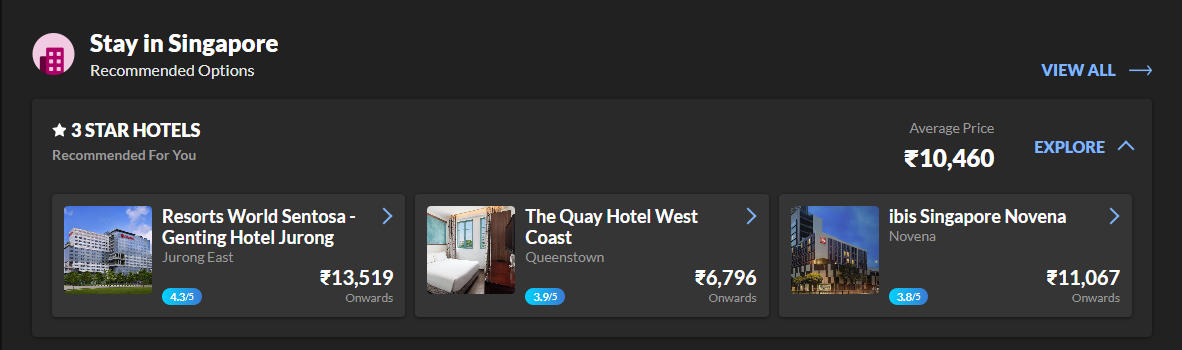 Stay in Singapore
Recommended Options
VIEW ALL
3 STAR HOTELS
Recommended For You
Average Price
₹10,460
EXPLORE
Resorts World Sentosa -
Genting Hotel Jurong
Jurong East
₹13,519
4.3/5
Onwards
The Quay Hotel West
Coast
Queenstown
₹6,796
3.9/5
Onwards
ibis Singapore Novena
Novena
₹11,067
3.8/5
Onwards